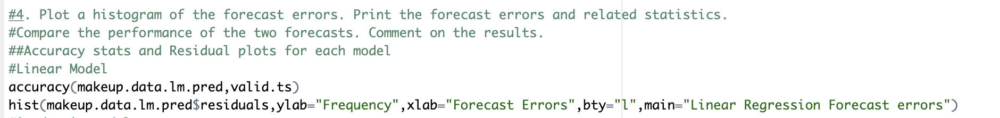 #4. Plot a histogram of the forecast errors. Print the forecast errors and related statistics.
#Compare the performance of the two forecasts. Comment on the results.
##Accuracy stats and Residual plots for each model
#Linear Model
accuracy(makeup.data.lm.pred,valid.ts)
hist(makeup.data.lm.pred$residuals,ylab="Frequency",xlab="Forecast Errors",bty="l",main="Linear Regression Forecast errors")